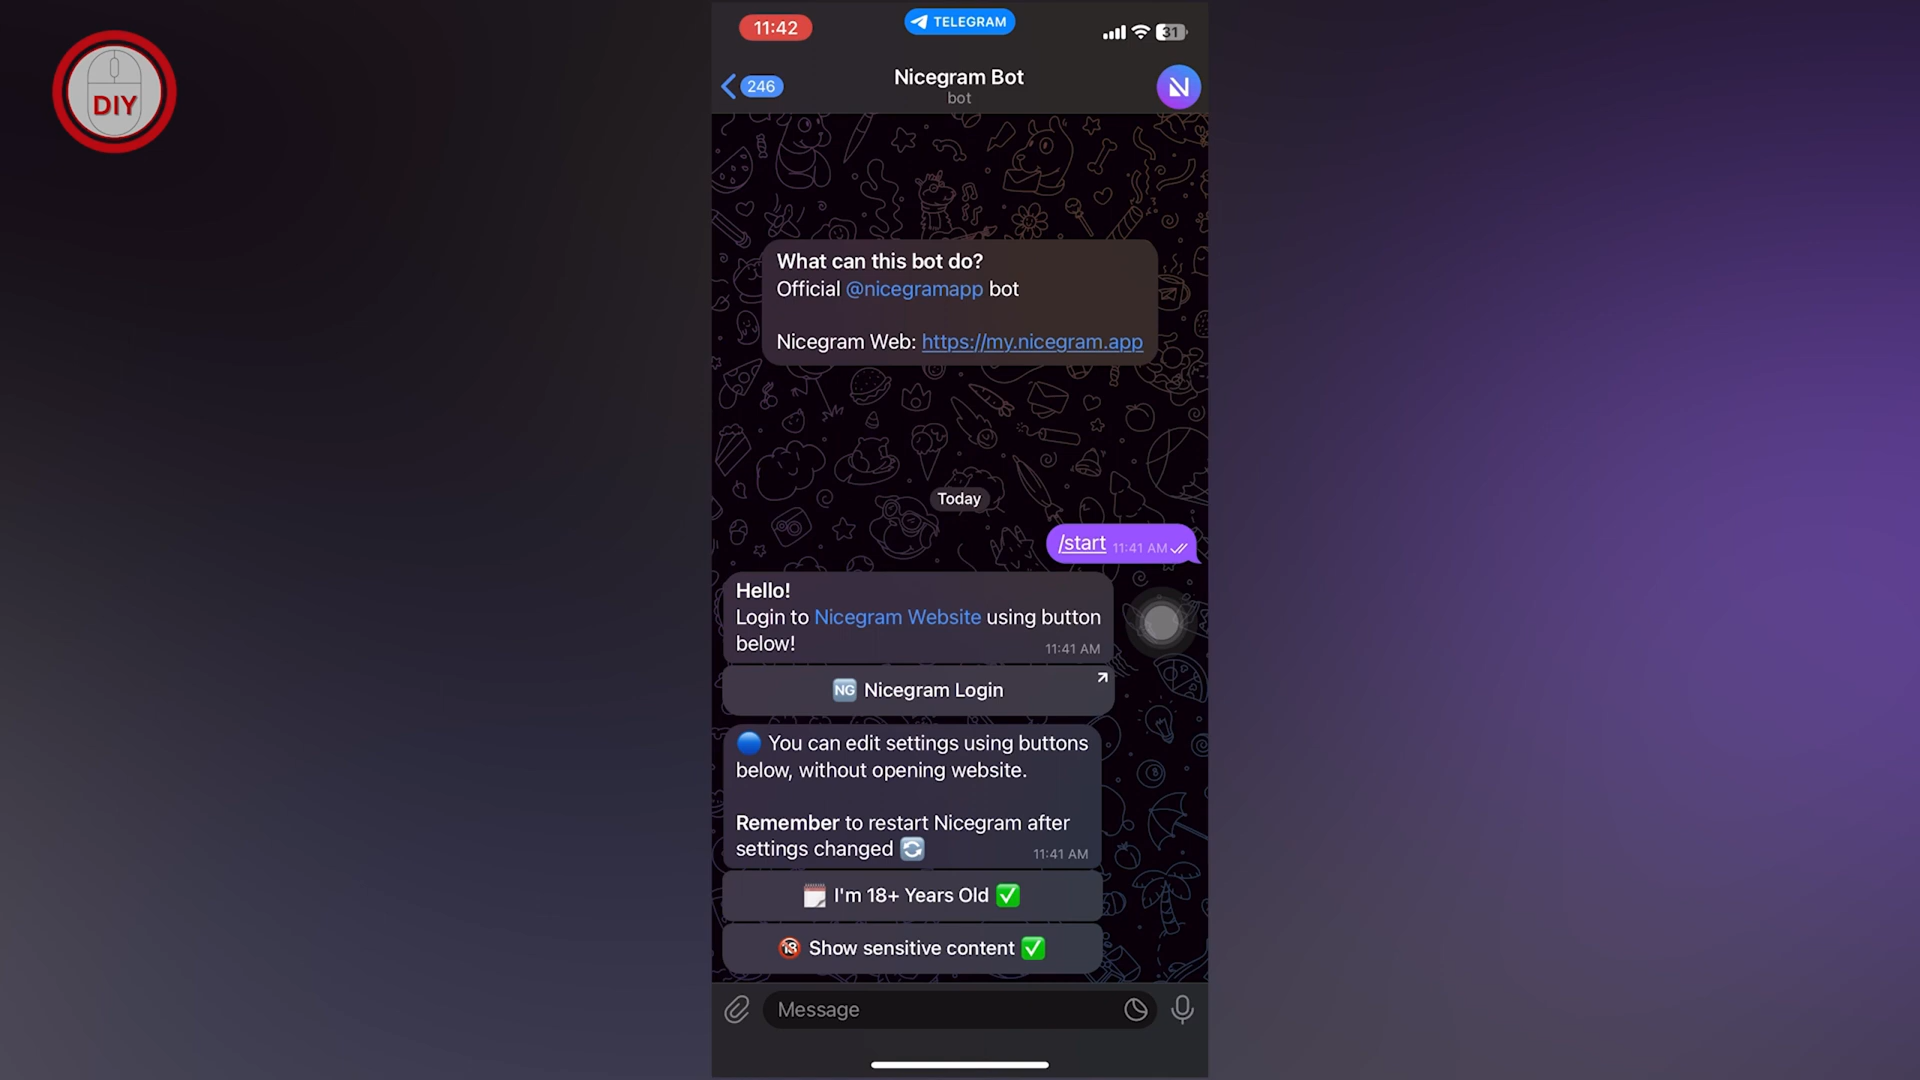 DIY
11:42
TELEGRAM
31
246
Nicegram Bot
bot
What can this bot do?
Official @nicegramapp bot
Nicegram Web: https://my.nicegram.app
Today
/start 11:41 AM
Hello!
Login to Nicegram Website using button
below!
11:41 AM
NG Nicegram Login
You can edit settings using buttons
below, without opening website.
Remember to restart Nicegram after
settings changed
11:41 AM
I'm 18+ Years Old
18 Show sensitive content
Message